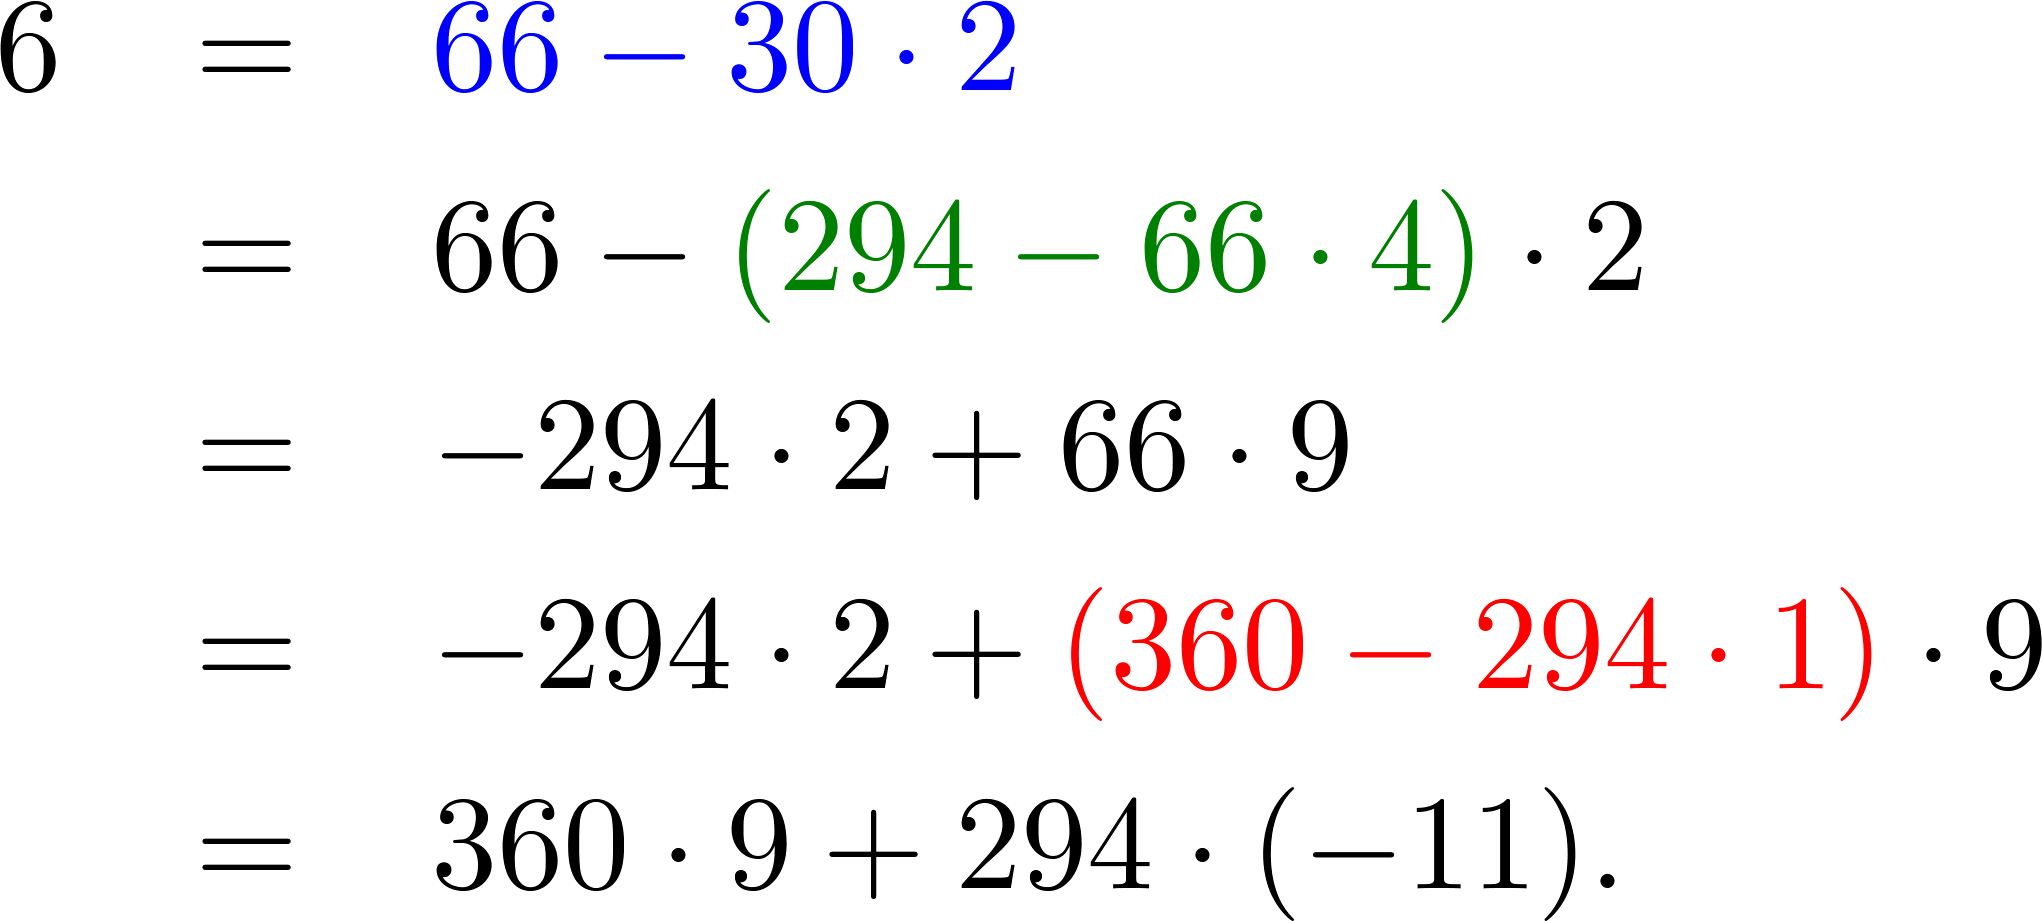 6 = 66 − 30 · 2
= 66 − (294 − 66 · 4) · 2
= −294 · 2 + 66 · 9
= −294 · 2 + (360 − 294 · 1) · 9
= 360 · 9 + 294 · (−11).